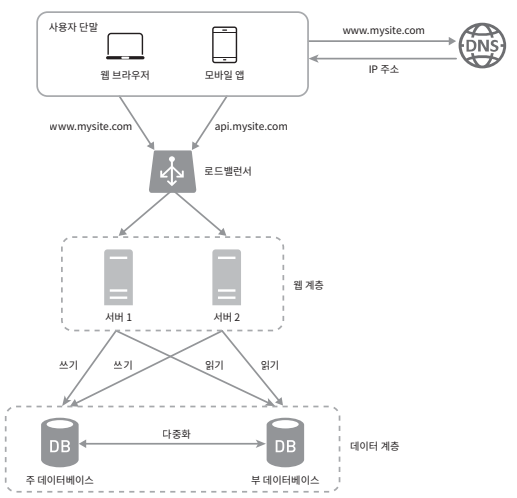 사용자 단말
웹 브라우저
모바일 앱
www.mysite.com
DNS
IP 주소
www.mysite.com
api.mysite.com
로드밸런서
서버 1
서버 2
웹 계층
쓰기
쓰기
읽기
읽기
DB
다중화
DB
데이터 계층
주 데이터베이스
부 데이터베이스